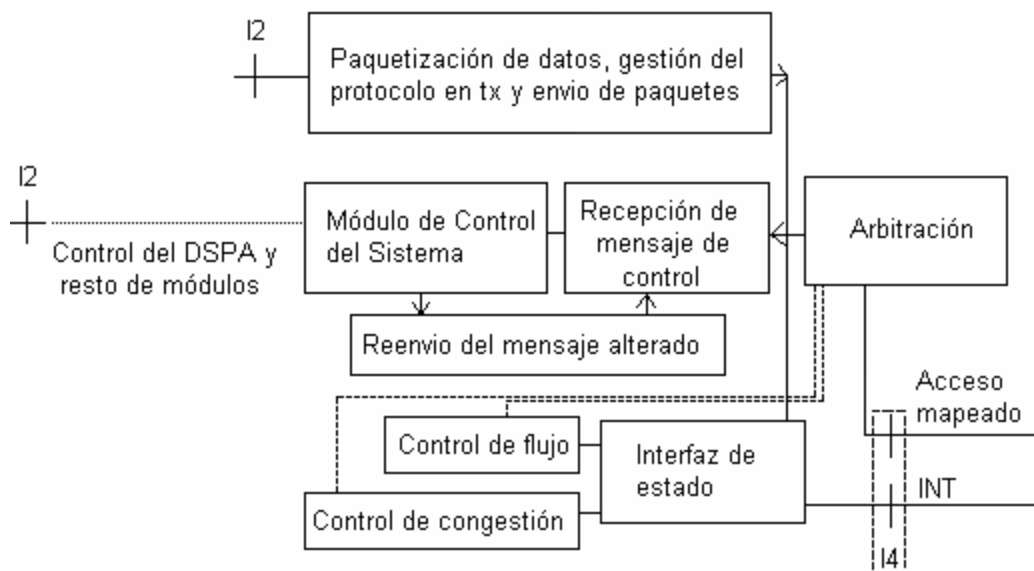 I2
Paquetización de datos, gestión del
protocolo en tx y envio de paquetes
I2
Control del DSPA y
resto de módulos
Módulo de Control
del Sistema
Recepción de
mensaje de
control
Arbitración
Reenvio del mensaje alterado
Acceso
mapeado
Control de flujo
Interfaz de
estado
Control de congestión
INT
I4